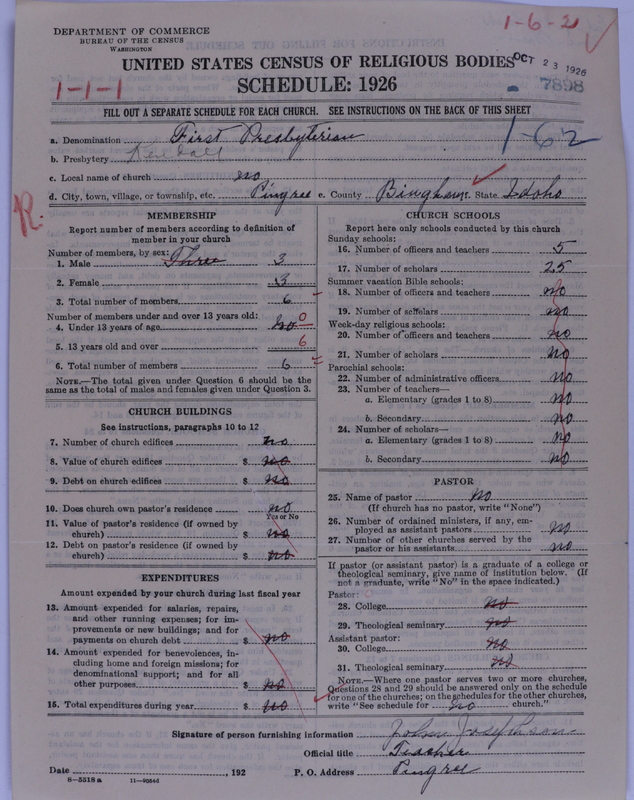 1-6-2
DEPARTMENT OF COMMERCE
BUREAU OF THE CENSUS
WASHINGTON
UNITED STATES CENSUS OF RELIGIOUS BODIES
OCT 23 1926
7898
1-1-1
SCHEDULE: 1926
FILL OUT A SEPARATE SCHEDULE FOR EACH CHURCH. SEE INSTRUCTIONS ON THE BACK OF THIS SHEET
a. Denomination First Presbyterian
1-62
b. Presbytery Kendall
c. Local name of church no
d. City, town, village, or township, etc. Pingree e. County Bingham f. State Idaho
R.
MEMBERSHIP
Report number of members according to definition of member in your church
Number of members, by sex:
1. Male Three 3
2. Female 3
3. Total number of members 6
Number of members under and over 13 years old:
4. Under 13 years of age no 0
5. 13 years old and over 6
6. Total number of members 6
NOTE.—The total given under Question 6 should be the same as the total of males and females given under Question 3.
CHURCH BUILDINGS
See instructions, paragraphs 10 to 12
7. Number of church edifices no
8. Value of church edifices $ no
9. Debt on church edifices $ no
10. Does church own pastor's residence no
Yes or No
11. Value of pastor's residence (if owned by church) $ no
12. Debt on pastor's residence (if owned by church) $ no
EXPENDITURES
Amount expended by your church during last fiscal year
13. Amount expended for salaries, repairs, and other running expenses; for improvements or new buildings; and for payments on church debt $ no
14. Amount expended for benevolences, including home and foreign missions; for denominational support; and for all other purposes $ no
15. Total expenditures during year $ no
CHURCH SCHOOLS
Report here only schools conducted by this church
Sunday schools:
16. Number of officers and teachers 5
17. Number of scholars 25
Summer vacation Bible schools:
18. Number of officers and teachers no
19. Number of scholars no
Week-day religious schools:
20. Number of officers and teachers no
21. Number of scholars no
Parochial schools:
22. Number of administrative officers no
23. Number of teachers—
a. Elementary (grades 1 to 8) no
b. Secondary no
24. Number of scholars—
a. Elementary (grades 1 to 8) no
b. Secondary no
PASTOR
25. Name of pastor no
(If church has no pastor, write "None")
26. Number of ordained ministers, if any, employed as assistant pastors no
27. Number of other churches served by the pastor or his assistants no
If pastor (or assistant pastor) is a graduate of a college or theological seminary, give name of institution below. (If not a graduate, write "No" in the space indicated.)
Pastor:
28. College no
29. Theological seminary no
Assistant pastor:
30. College no
31. Theological seminary no
NOTE.—Where one pastor serves two or more churches, Questions 28 and 29 should be answered only on the schedule for one of the churches; on the schedules for the other churches, write "See schedule for no church."
Signature of person furnishing information John Josephson
Official title Teacher
Date , 192
P. O. Address Pingree
8—5518 a 11—9054d